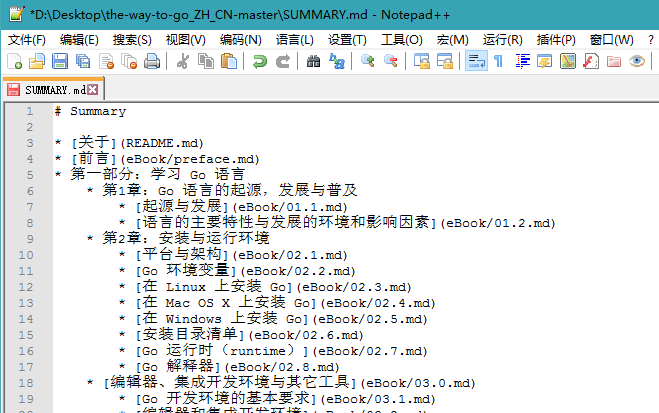 *D:\Desktop\the-way-to-go_ZH_CN-master\SUMMARY.md - Notepad++
文件(F) 编辑(E) 搜索(S) 视图(V) 编码(N) 语言(L) 设置(T) 工具(O) 宏(M) 运行(R) 插件(P) 窗口(W) ?
SUMMARY.md
1 # Summary
2
3 * [关于](README.md)
4 * [前言](eBook/preface.md)
5 * 第一部分：学习 Go 语言
6 * 第1章：Go 语言的起源，发展与普及
7 * [起源与发展](eBook/01.1.md)
8 * [语言的主要特性与发展的环境和影响因素](eBook/01.2.md)
9 * 第2章：安装与运行环境
10 * [平台与架构](eBook/02.1.md)
11 * [Go 环境变量](eBook/02.2.md)
12 * [在 Linux 上安装 Go](eBook/02.3.md)
13 * [在 Mac OS X 上安装 Go](eBook/02.4.md)
14 * [在 Windows 上安装 Go](eBook/02.5.md)
15 * [安装目录清单](eBook/02.6.md)
16 * [Go 运行时（runtime）](eBook/02.7.md)
17 * [Go 解释器](eBook/02.8.md)
18 * [编辑器、集成开发环境与其它工具](eBook/03.0.md)
19 * [Go 开发环境的基本要求](eBook/03.1.md)